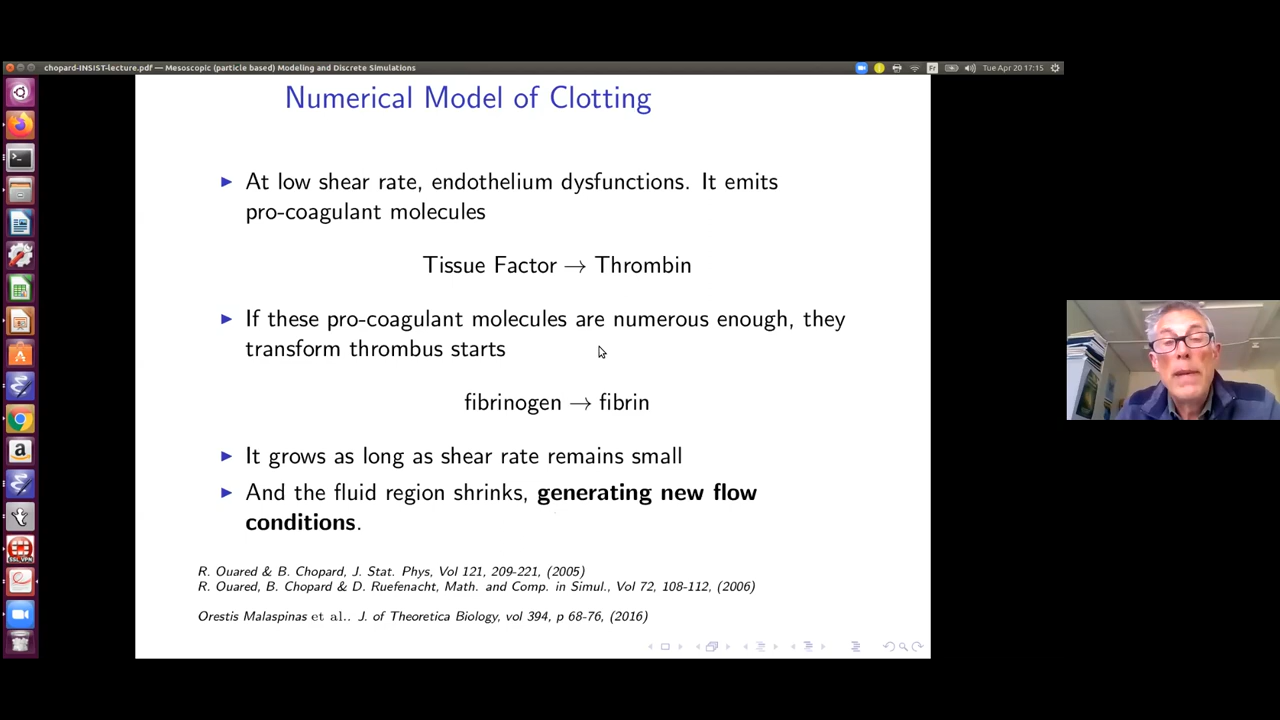 chopard-INSIST-lecture.pdf — Mesoscopic (particle based) Modeling and Discrete Simulations
Fr
Tue Apr 20 17:15
Numerical Model of Clotting
At low shear rate, endothelium dysfunctions. It emits
pro-coagulant molecules
Tissue Factor → Thrombin
If these pro-coagulant molecules are numerous enough, they
transform thrombus starts
fibrinogen → fibrin
It grows as long as shear rate remains small
And the fluid region shrinks, generating new flow
conditions.
R. Ouared & B. Chopard, J. Stat. Phys, Vol 121, 209-221, (2005)
R. Ouared, B. Chopard & D. Ruefenacht, Math. and Comp. in Simul., Vol 72, 108-112, (2006)
Orestis Malaspinas et al.. J. of Theoretica Biology, vol 394, p 68-76, (2016)
SSL VPN